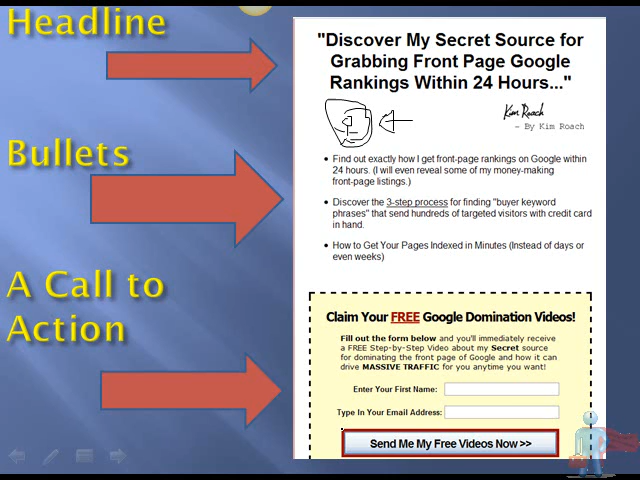 Headline
"Discover My Secret Source for
Grabbing Front Page Google
Rankings Within 24 Hours..."
Kim Roach
– By Kim Roach
Bullets
• Find out exactly how I get front-page rankings on Google within
24 hours. (I will even reveal some of my money-making
front-page listings.)
• Discover the 3-step process for finding "buyer keyword
phrases" that send hundreds of targeted visitors with credit card
in hand.
• How to Get Your Pages Indexed in Minutes (Instead of days or
even weeks)
A Call to
Action
Claim Your FREE Google Domination Videos!
Fill out the form below and you'll immediately receive
a FREE Step-by-Step Video about my Secret source
for dominating the front page of Google and how it can
drive MASSIVE TRAFFIC for you anytime you want!
Enter Your First Name:
Type In Your Email Address:
Send Me My Free Videos Now >>